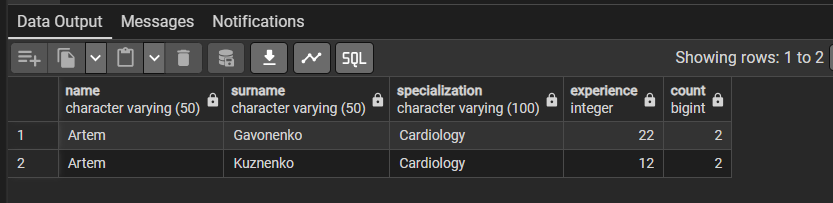 Data Output Messages Notifications
SQL Showing rows: 1 to 2
name surname specialization experience count
character varying (50) character varying (50) character varying (100) integer bigint
1 Artem Gavonenko Cardiology 22 2
2 Artem Kuznenko Cardiology 12 2